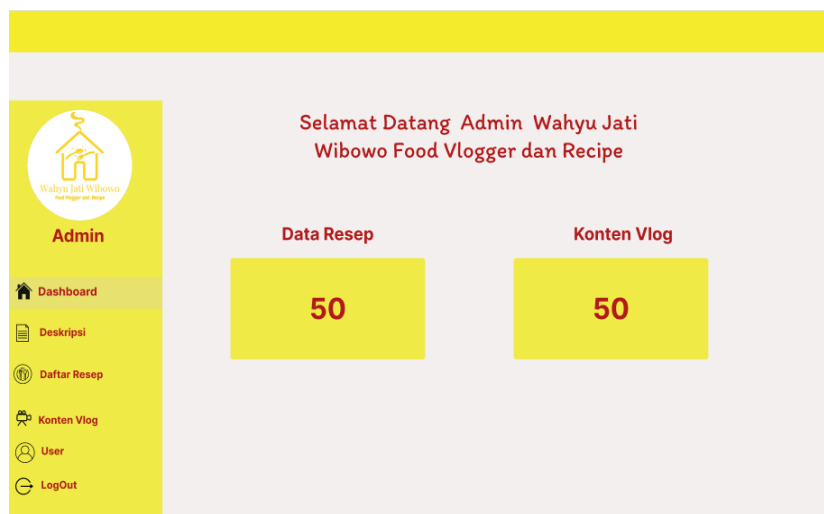 Selamat Datang Admin Wahyu Jati
Wibowo Food Vlogger dan Recipe
Wahyu Jati Wibowo
Food Vlogger dan Recipe
Admin
Dashboard
Deskripsi
Daftar Resep
Konten Vlog
User
LogOut
Data Resep
50
Konten Vlog
50